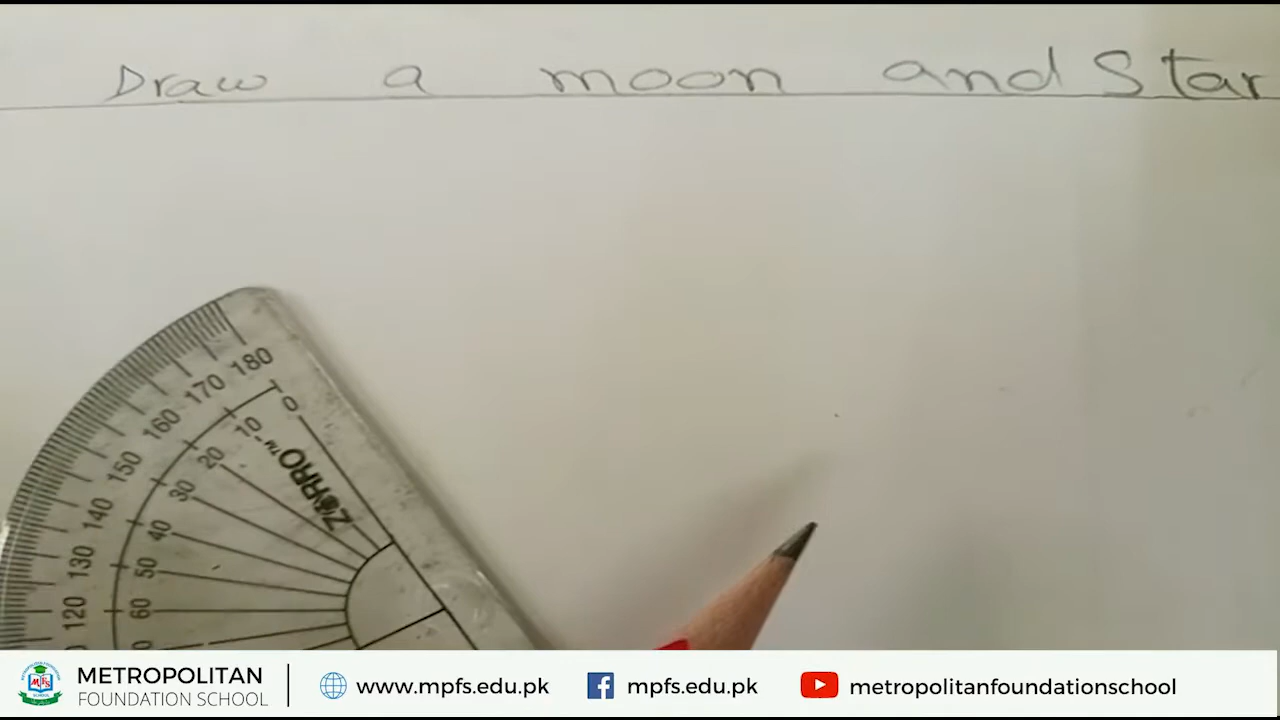 Draw a moon and Star
180
170
160
150
140
130
120
0
10
20
30
40
50
60
ZORRO™
METROPOLITAN
FOUNDATION SCHOOL
www.mpfs.edu.pk
mpfs.edu.pk
metropolitanfoundationschool